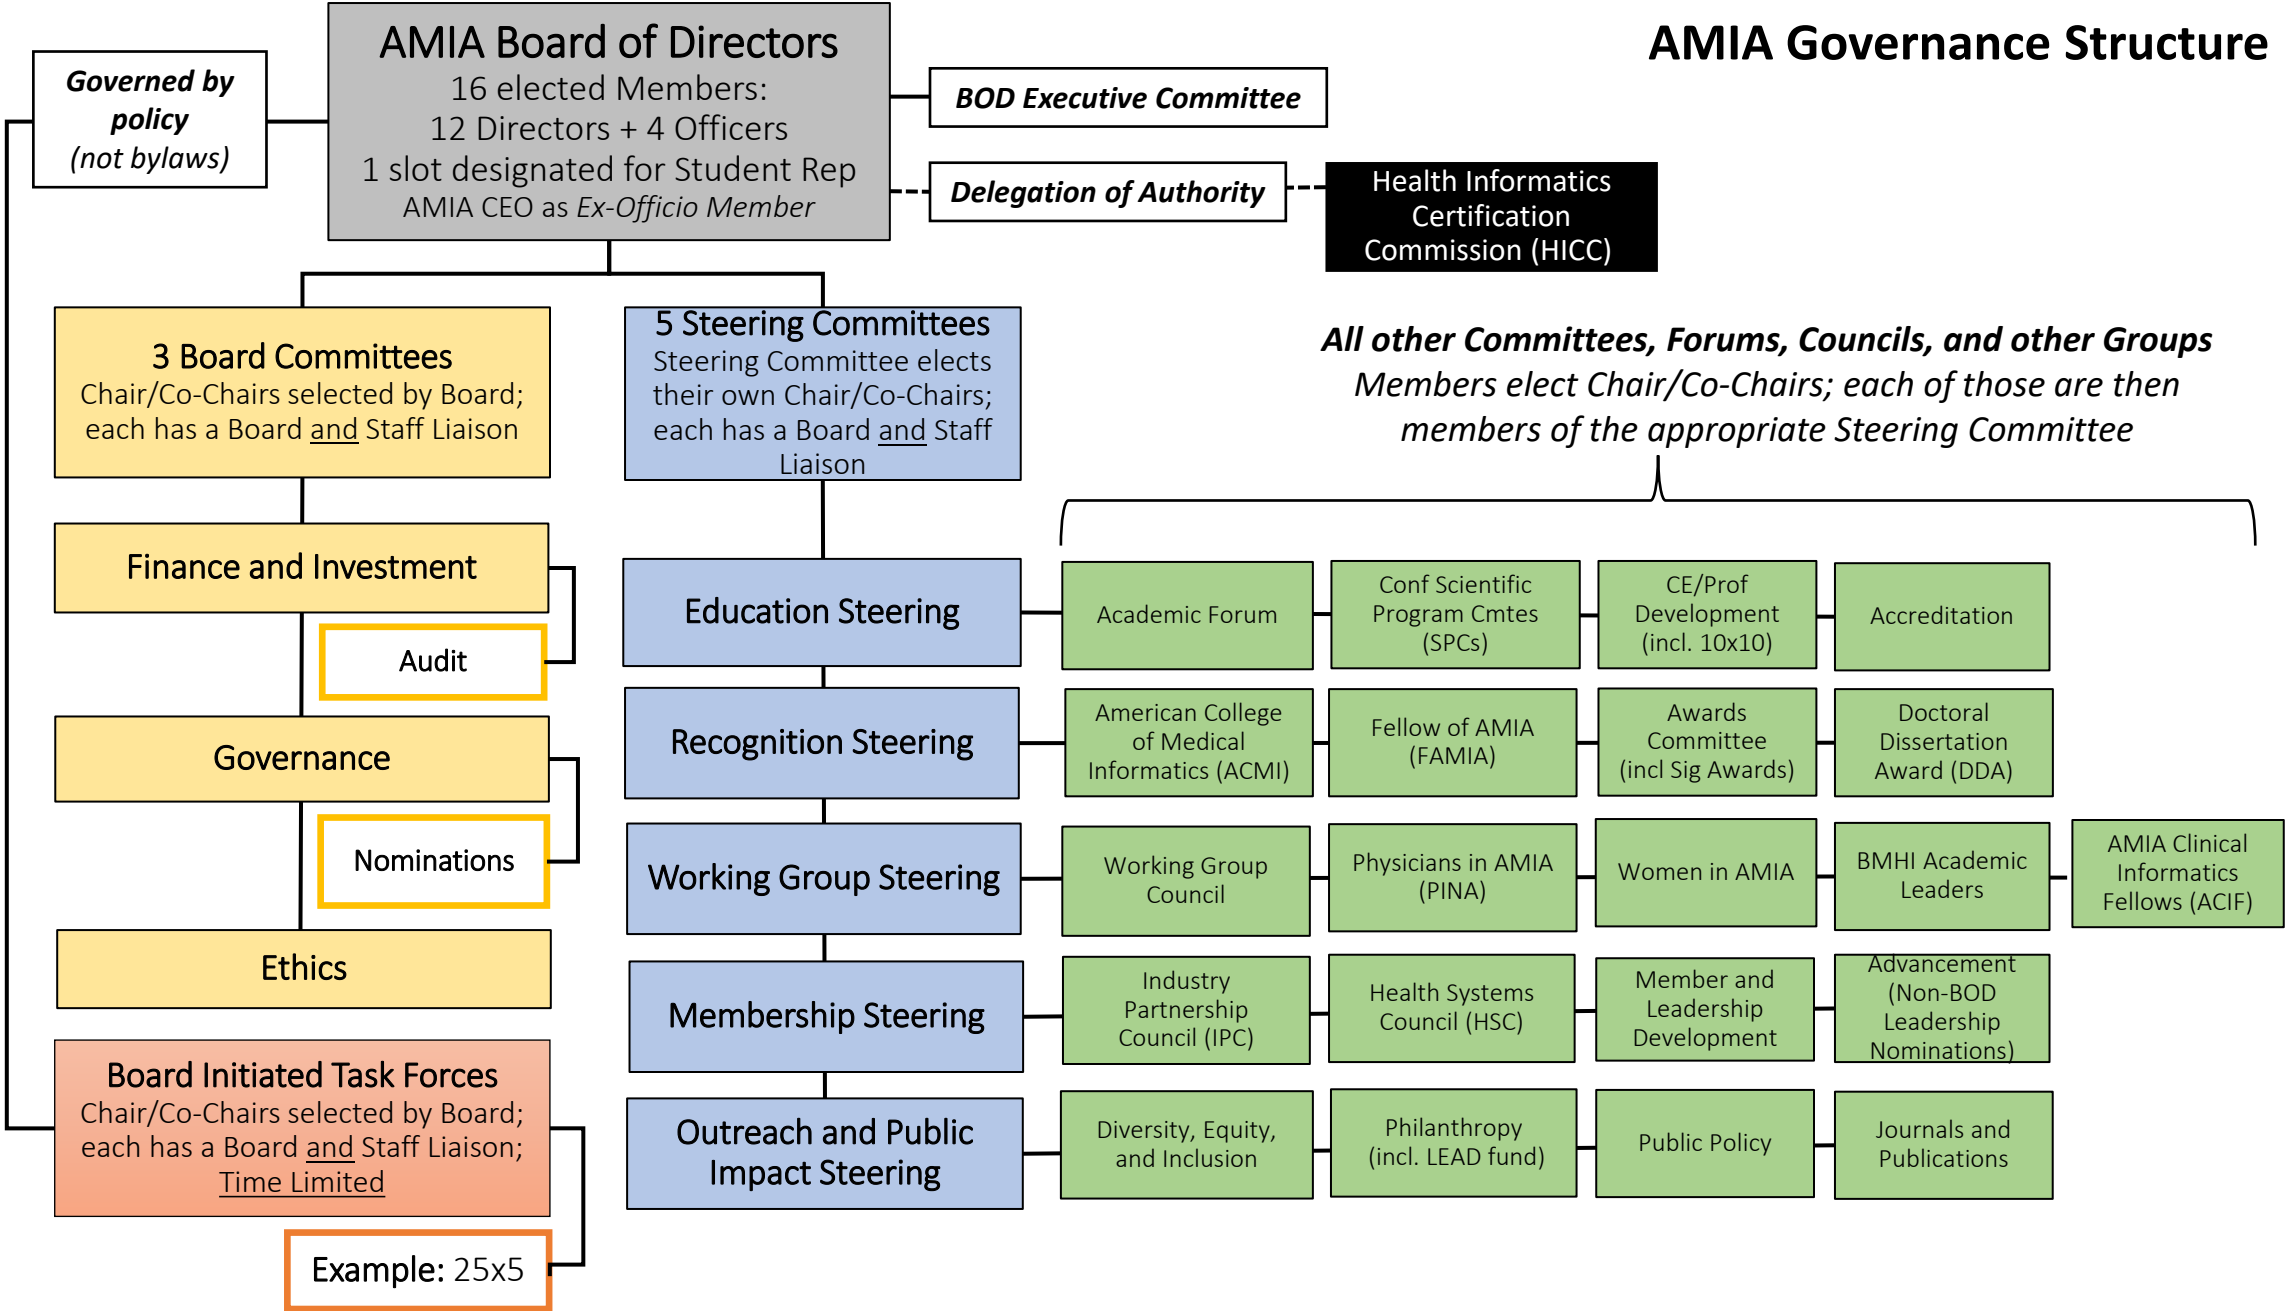 AMIA Governance Structure
AMIA Board of Directors
16 elected Members:
12 Directors + 4 Officers
1 slot designated for Student Rep
AMIA CEO as Ex-Officio Member
Governed by
policy
(not bylaws)
BOD Executive Committee
Delegation of Authority
Health Informatics
Certification
Commission (HICC)
3 Board Committees
Chair/Co-Chairs selected by Board;
each has a Board and Staff Liaison
5 Steering Committees
Steering Committee elects
their own Chair/Co-Chairs;
each has a Board and Staff
Liaison
All other Committees, Forums, Councils, and other Groups
Members elect Chair/Co-Chairs; each of those are then
members of the appropriate Steering Committee
Finance and Investment
Audit
Governance
Nominations
Ethics
Board Initiated Task Forces
Chair/Co-Chairs selected by Board;
each has a Board and Staff Liaison;
Time Limited
Example: 25x5
Education Steering
Academic Forum
Conf Scientific
Program Cmtes
(SPCs)
CE/Prof
Development
(incl. 10x10)
Accreditation
Recognition Steering
American College
of Medical
Informatics (ACMI)
Fellow of AMIA
(FAMIA)
Awards
Committee
(incl Sig Awards)
Doctoral
Dissertation
Award (DDA)
Working Group Steering
Working Group
Council
Physicians in AMIA
(PINA)
Women in AMIA
BMHI Academic
Leaders
AMIA Clinical
Informatics
Fellows (ACIF)
Membership Steering
Industry
Partnership
Council (IPC)
Health Systems
Council (HSC)
Member and
Leadership
Development
Advancement
(Non-BOD
Leadership
Nominations)
Outreach and Public
Impact Steering
Diversity, Equity,
and Inclusion
Philanthropy
(incl. LEAD fund)
Public Policy
Journals and
Publications